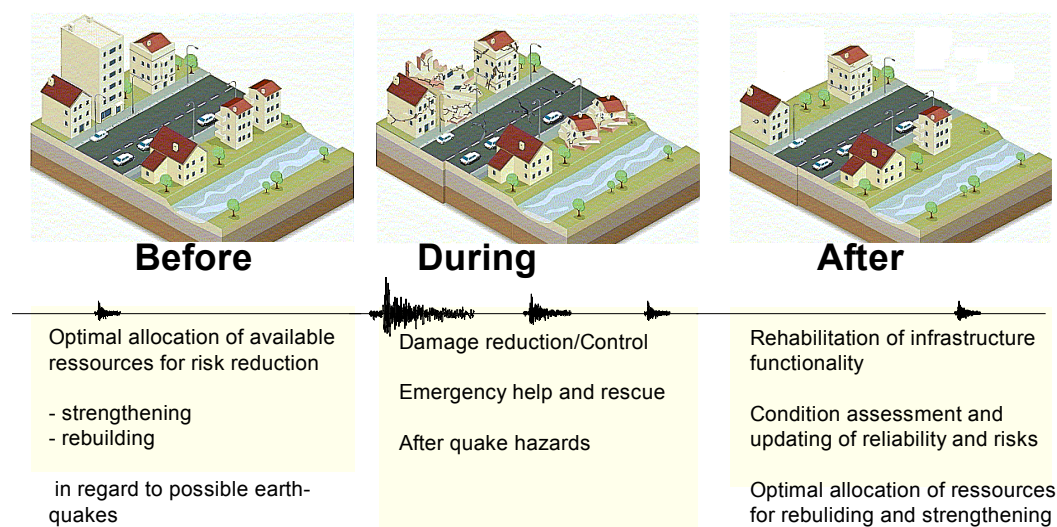 Before
During
After
Optimal allocation of available
ressources for risk reduction
- strengthening
- rebuilding
in regard to possible earth-
quakes
Damage reduction/Control
Emergency help and rescue
After quake hazards
Rehabilitation of infrastructure
functionality
Condition assessment and
updating of reliability and risks
Optimal allocation of ressources
for rebuliding and strengthening